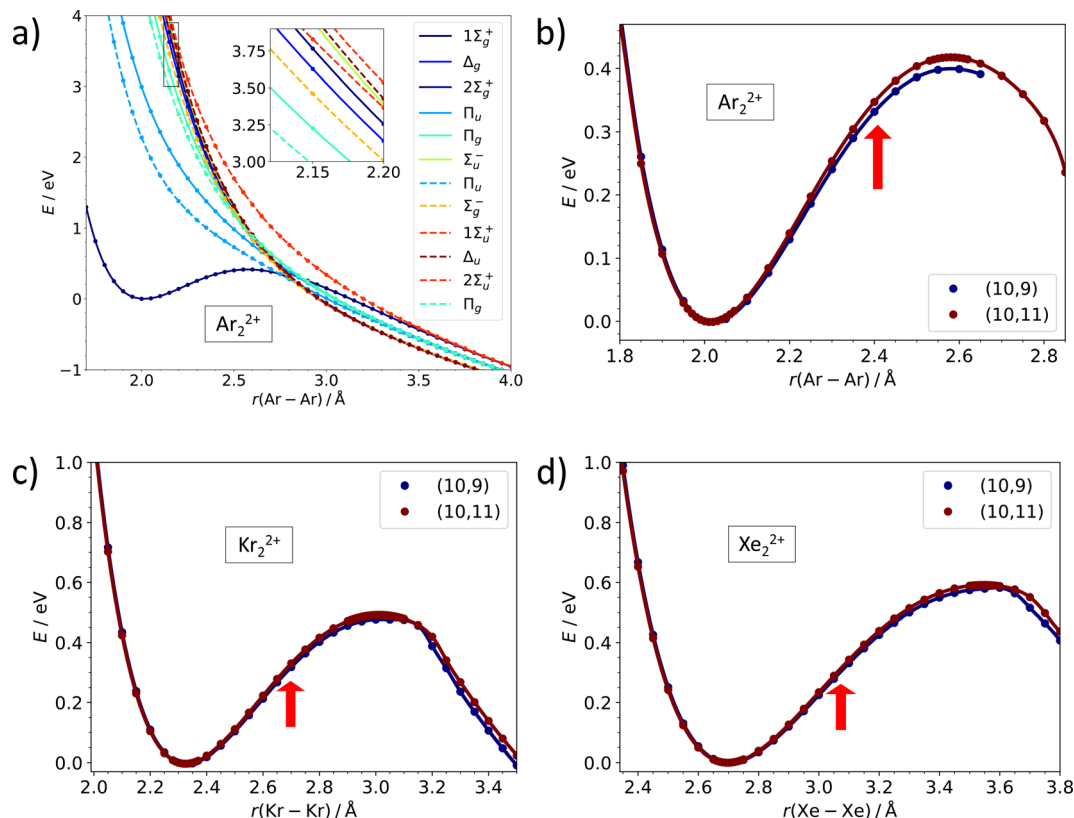 a)
E / eV
4
3
2
1
0
−1
2.0
2.5
3.0
3.5
4.0
r(Ar − Ar) / Å
Ar₂²⁺
3.75
3.50
3.25
3.00
2.15
2.20
1Σg⁺
Δg
2Σg⁺
Πu
Πg
Σu⁻
Πu
Σg⁻
1Σu⁺
Δu
2Σu⁺
Πg
b)
E / eV
0.4
0.3
0.2
0.1
0.0
1.8
2.0
2.2
2.4
2.6
2.8
r(Ar − Ar) / Å
Ar₂²⁺
(10,9)
(10,11)
c)
E / eV
1.0
0.8
0.6
0.4
0.2
0.0
2.0
2.2
2.4
2.6
2.8
3.0
3.2
3.4
r(Kr − Kr) / Å
Kr₂²⁺
(10,9)
(10,11)
d)
E / eV
1.0
0.8
0.6
0.4
0.2
0.0
2.4
2.6
2.8
3.0
3.2
3.4
3.6
3.8
r(Xe − Xe) / Å
Xe₂²⁺
(10,9)
(10,11)